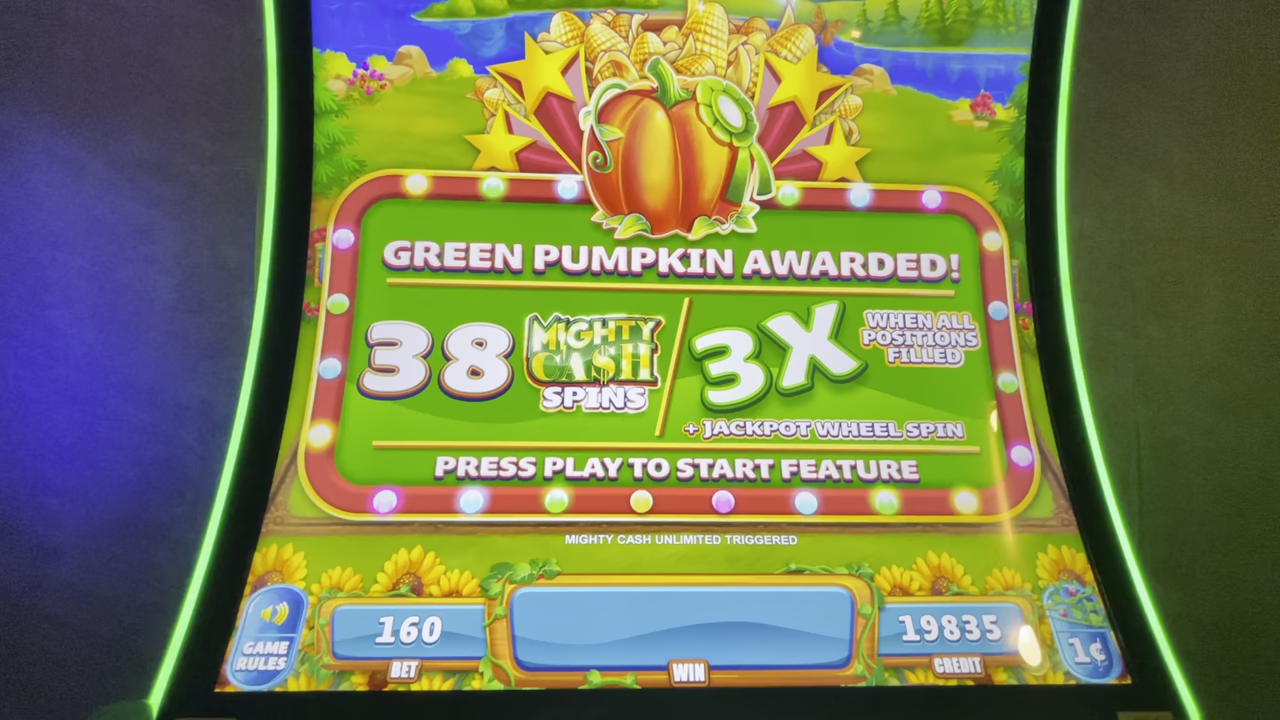 GREEN PUMPKIN AWARDED!
38 MIGHTY CASH SPINS
3X WHEN ALL POSITIONS FILLED
+ JACKPOT WHEEL SPIN
PRESS PLAY TO START FEATURE
MIGHTY CASH UNLIMITED TRIGGERED
GAME RULES
160
BET
WIN
19835
CREDIT
1¢